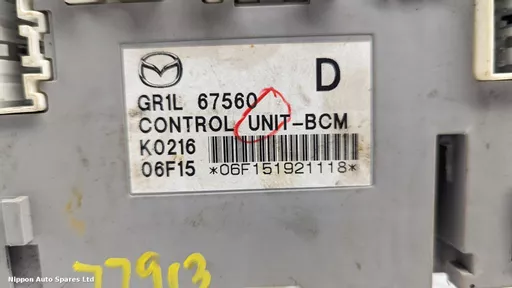 D
GR1L 67560
CONTROL UNIT-BCM
K0216
06F15 *06F151921118*
77913
Nippon Auto Spares Ltd